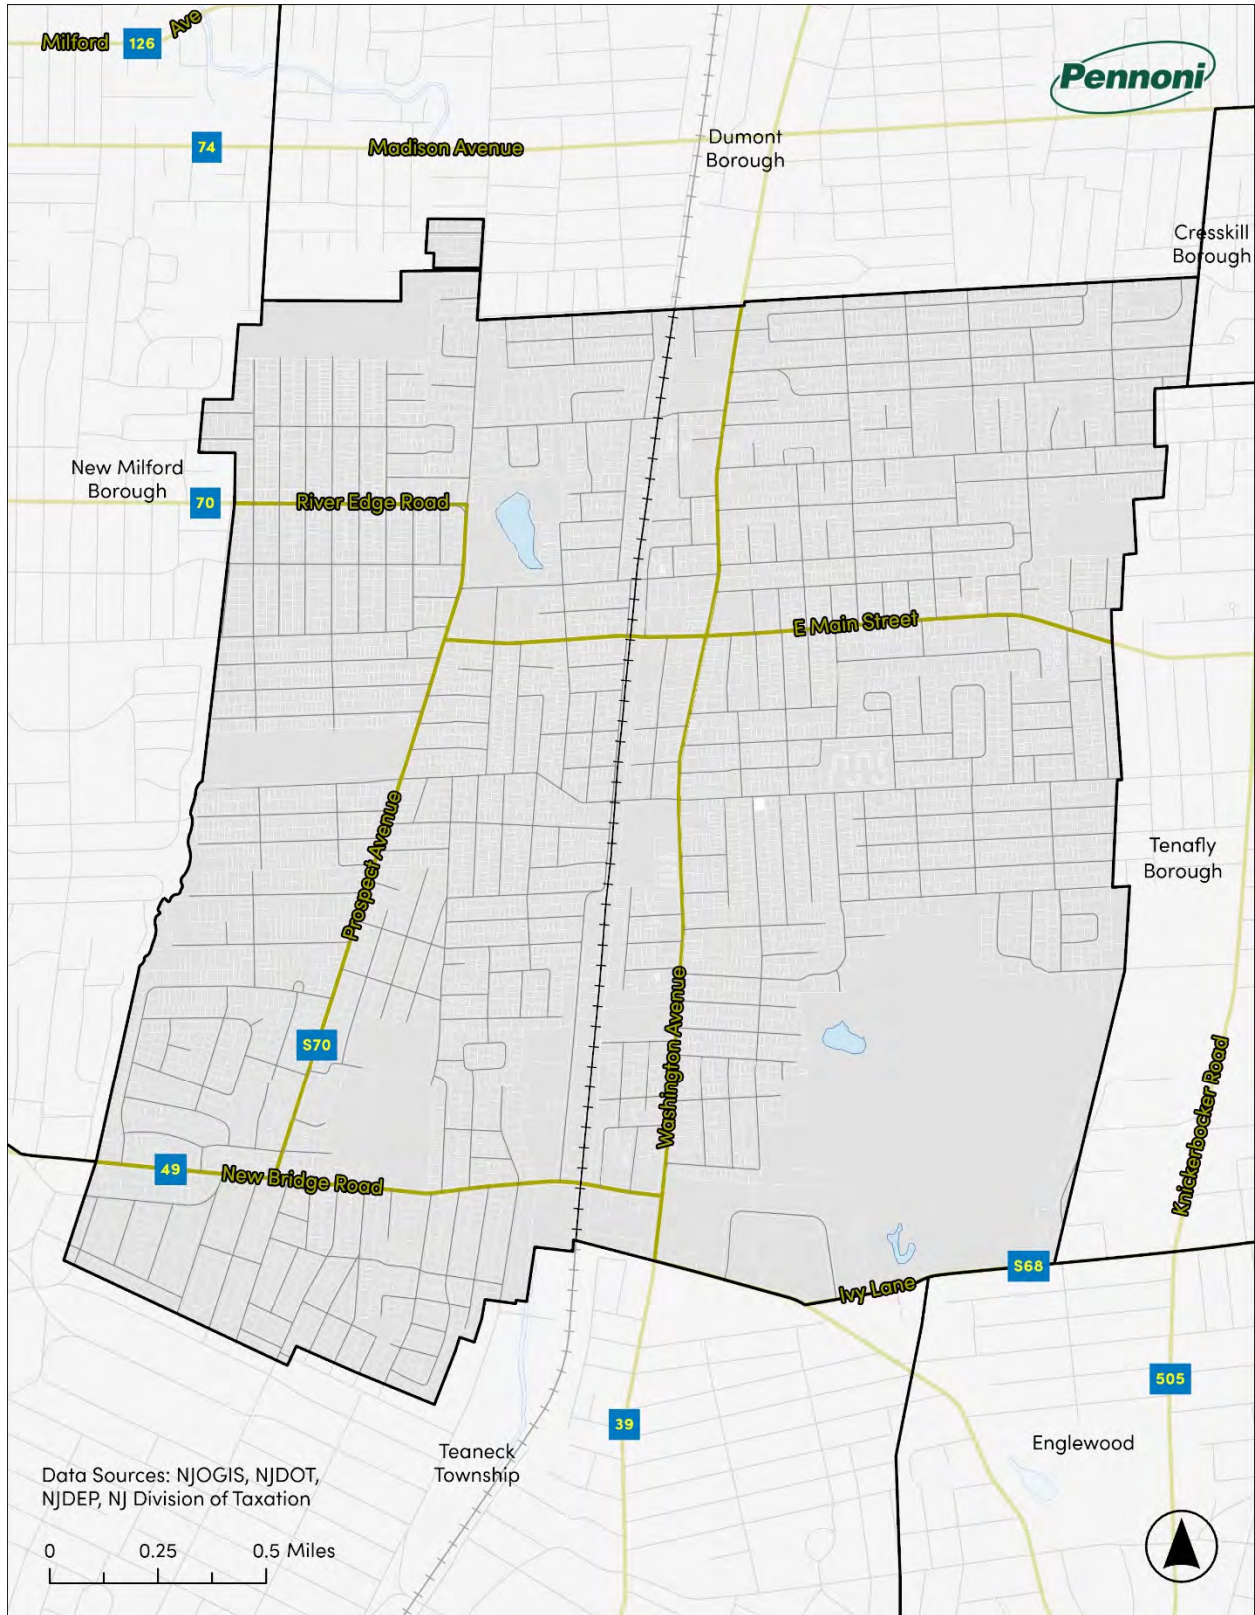 Milford Ave
126
Pennoni
74
Madison Avenue
Dumont
Borough
Cresskill
Borough
New Milford
Borough
70
River Edge Road
E Main Street
Prospect Avenue
Tenafly
Borough
Washington Avenue
S70
Knickerbocker Road
49
New Bridge Road
S68
Ivy Lane
505
39
Englewood
Teaneck
Township
Data Sources: NJOGIS, NJDOT,
NJDEP, NJ Division of Taxation
0 0.25 0.5 Miles